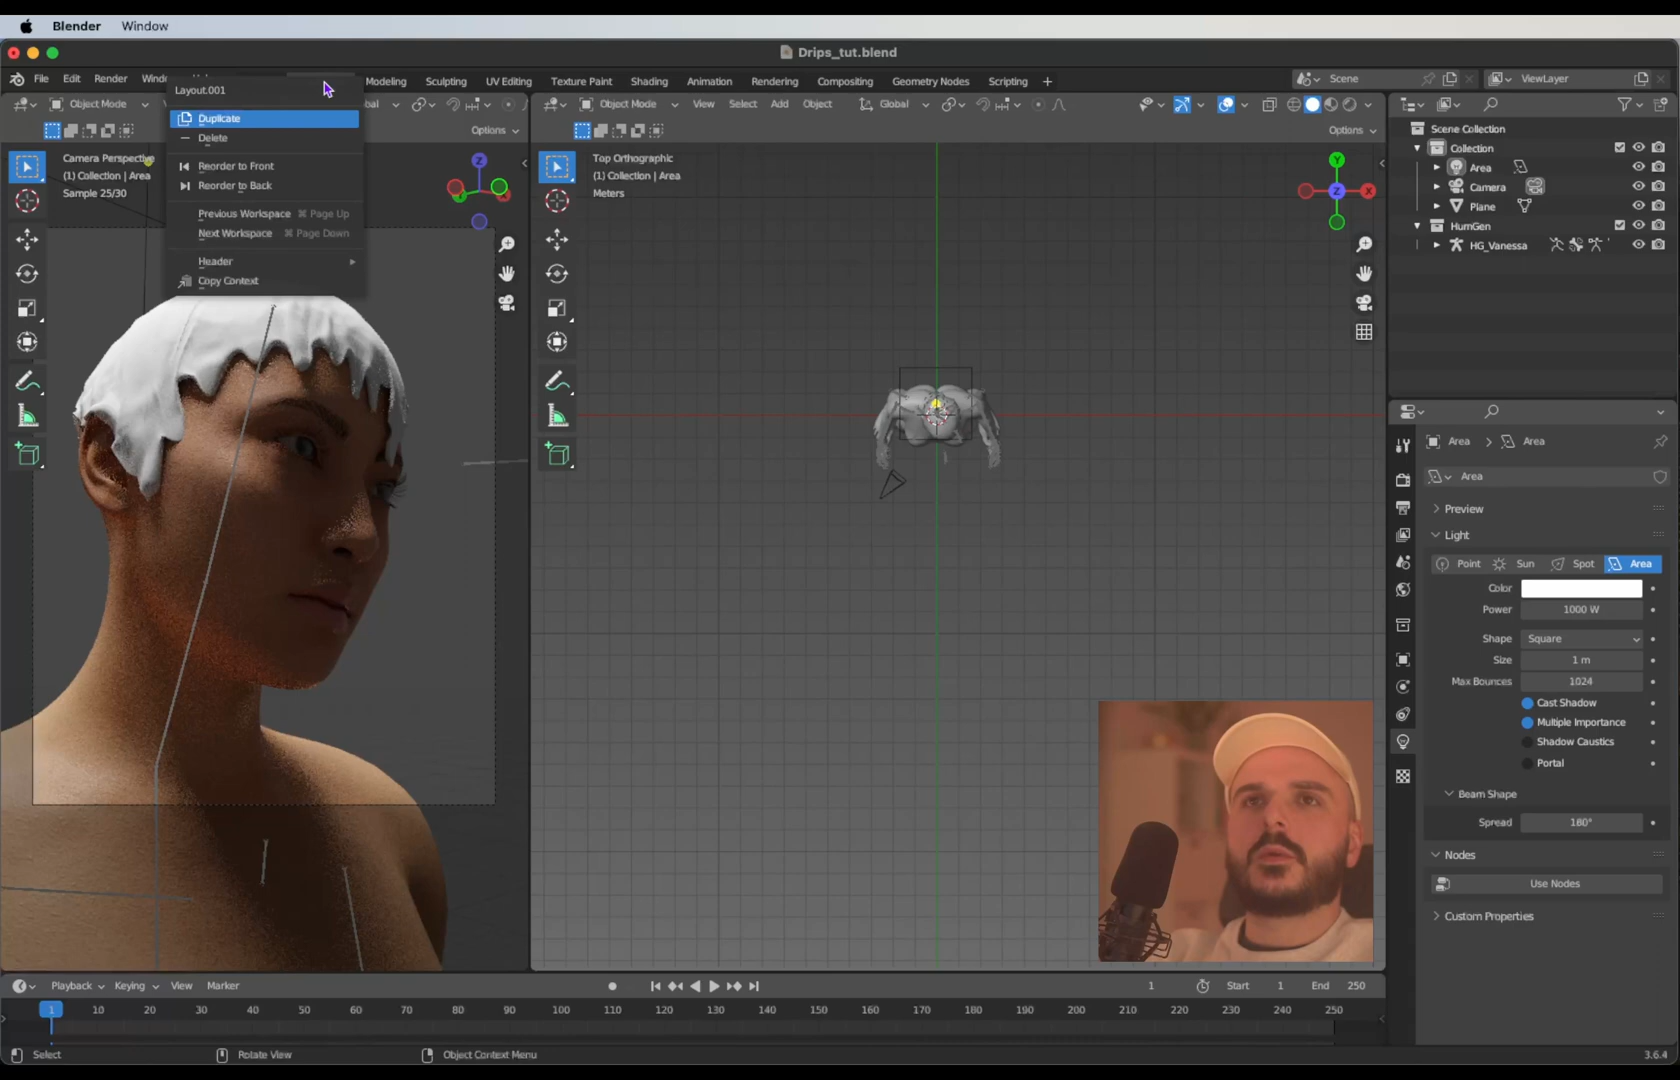 Blender Window
Drips_tut.blend
File Edit Render Modeling Sculpting UV Editing Texture Paint Shading Animation Rendering Compositing Geometry Nodes Scripting + Scene ViewLayer
Layout.001
Object Mode Object Mode View Select Add Object Global
Duplicate
Delete
Options Options
Reorder to Front
Reorder to Back
Previous Workspace ⌘ Page Up
Next Workspace ⌘ Page Down
Header
Copy Context
Camera Perspective
(1) Collection | Area
Sample 25/30
Z
Top Orthographic
(1) Collection | Area
Meters
Y
Z
X
Scene Collection
Collection
Area
Camera
Plane
HumGen
HG_Vanessa
Area > Area
Area
Preview
Light
Point Sun Spot Area
Color
Power 1000 W
Shape Square
Size 1 m
Max Bounces 1024
Cast Shadow
Multiple Importance
Shadow Caustics
Portal
Beam Shape
Spread 180°
Nodes
Use Nodes
Custom Properties
Playback Keying View Marker 1 Start 1 End 250
1 10 20 30 40 50 60 70 80 90 100 110 120 130 140 150 160 170 180 190 200 210 220 230 240 250
Select Rotate View Object Context Menu 3.6.4